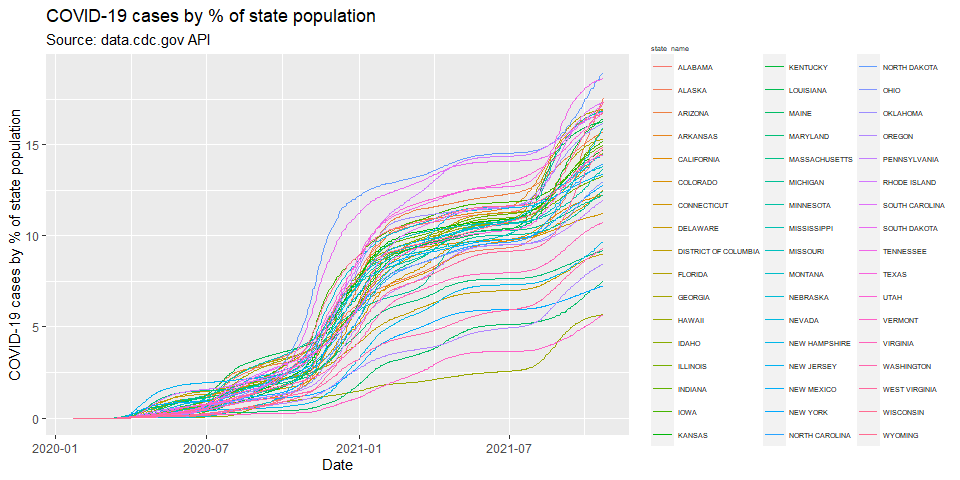 COVID-19 cases by % of state population
Source: data.cdc.gov API
COVID-19 cases by % of state population
15
10
5
0
2020-01
2020-07
2021-01
2021-07
Date
state_name
ALABAMA
ALASKA
ARIZONA
ARKANSAS
CALIFORNIA
COLORADO
CONNECTICUT
DELAWARE
DISTRICT OF COLUMBIA
FLORIDA
GEORGIA
HAWAII
IDAHO
ILLINOIS
INDIANA
IOWA
KANSAS
KENTUCKY
LOUISIANA
MAINE
MARYLAND
MASSACHUSETTS
MICHIGAN
MINNESOTA
MISSISSIPPI
MISSOURI
MONTANA
NEBRASKA
NEVADA
NEW HAMPSHIRE
NEW JERSEY
NEW MEXICO
NEW YORK
NORTH CAROLINA
NORTH DAKOTA
OHIO
OKLAHOMA
OREGON
PENNSYLVANIA
RHODE ISLAND
SOUTH CAROLINA
SOUTH DAKOTA
TENNESSEE
TEXAS
UTAH
VERMONT
VIRGINIA
WASHINGTON
WEST VIRGINIA
WISCONSIN
WYOMING